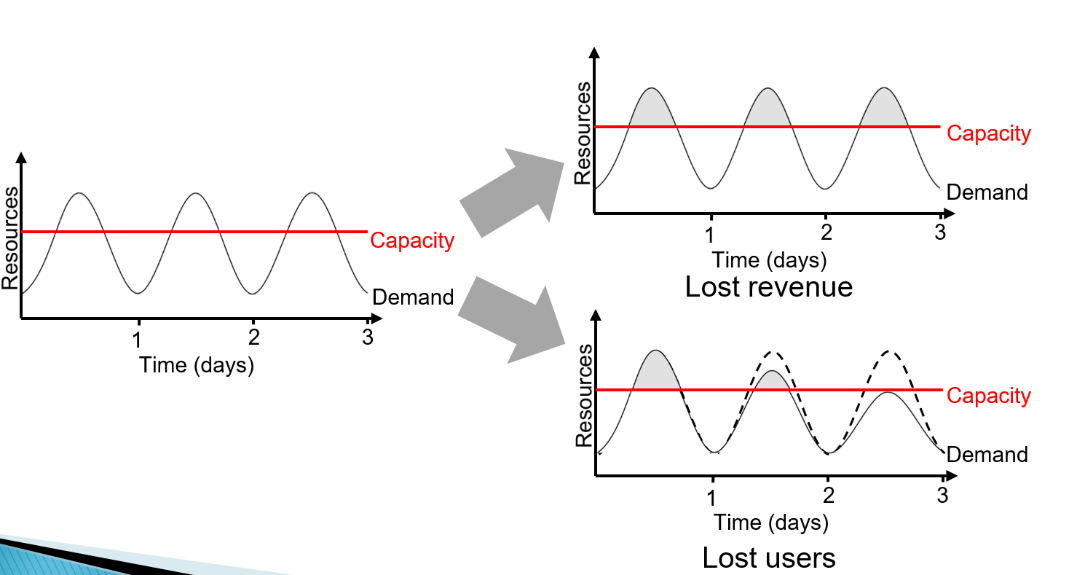 Resources
Capacity
Demand
1 2 3
Time (days)
Resources
Capacity
Demand
1 2 3
Time (days)
Lost revenue
Resources
Capacity
Demand
1 2 3
Time (days)
Lost users